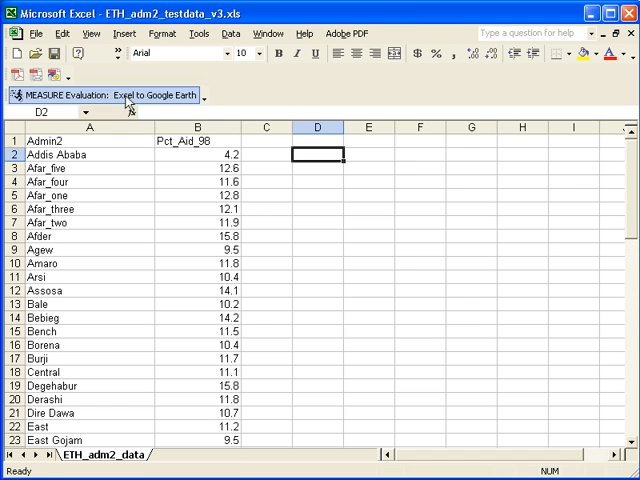 Microsoft Excel - ETH_adm2_testdata_v3.xls
File Edit View Insert Format Tools Data Window Help Adobe PDF Type a question for help
Arial 10 B I U $ % ,
MEASURE Evaluation: Excel to Google Earth
D2 fx
A B C D E F G H I
1 Admin2 Pct_Aid_98
2 Addis Ababa 4.2
3 Afar_five 12.6
4 Afar_four 11.6
5 Afar_one 12.8
6 Afar_three 12.1
7 Afar_two 11.9
8 Afder 15.8
9 Agew 9.5
10 Amaro 11.8
11 Arsi 10.4
12 Assosa 14.1
13 Bale 10.2
14 Bebieg 14.2
15 Bench 11.5
16 Borena 10.4
17 Burji 11.7
18 Central 11.1
19 Degehabur 15.8
20 Derashi 11.8
21 Dire Dawa 10.7
22 East 11.2
23 East Gojam 9.5
ETH_adm2_data
Ready NUM